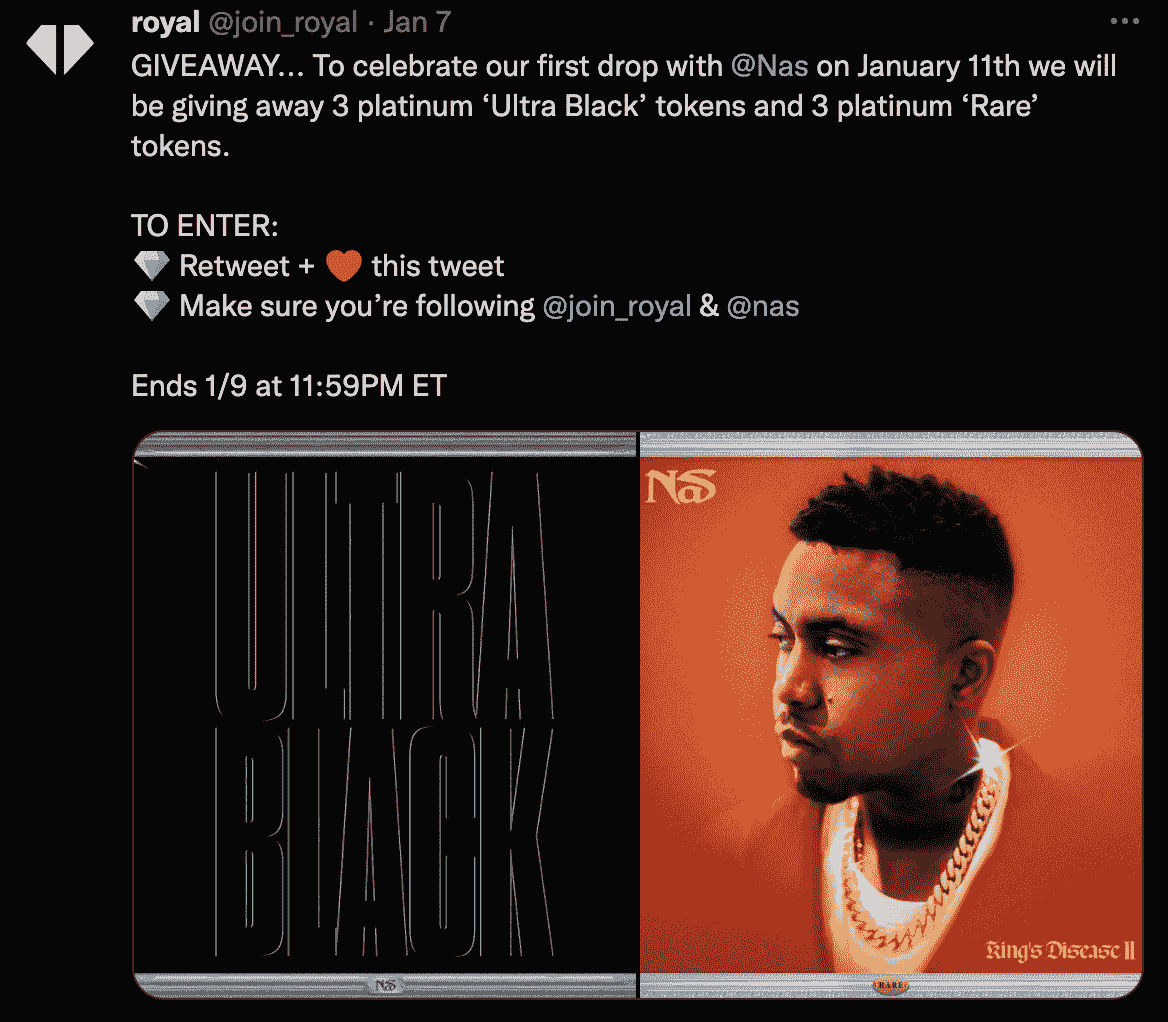 royal @join_royal · Jan 7
GIVEAWAY... To celebrate our first drop with @Nas on January 11th we will
be giving away 3 platinum ‘Ultra Black’ tokens and 3 platinum ‘Rare’
tokens.
TO ENTER:
💎 Retweet + 🧡 this tweet
💎 Make sure you’re following @join_royal & @nas
Ends 1/9 at 11:59PM ET
ULTRA
BLACK
NAS
NAS
King's Disease II
RARE